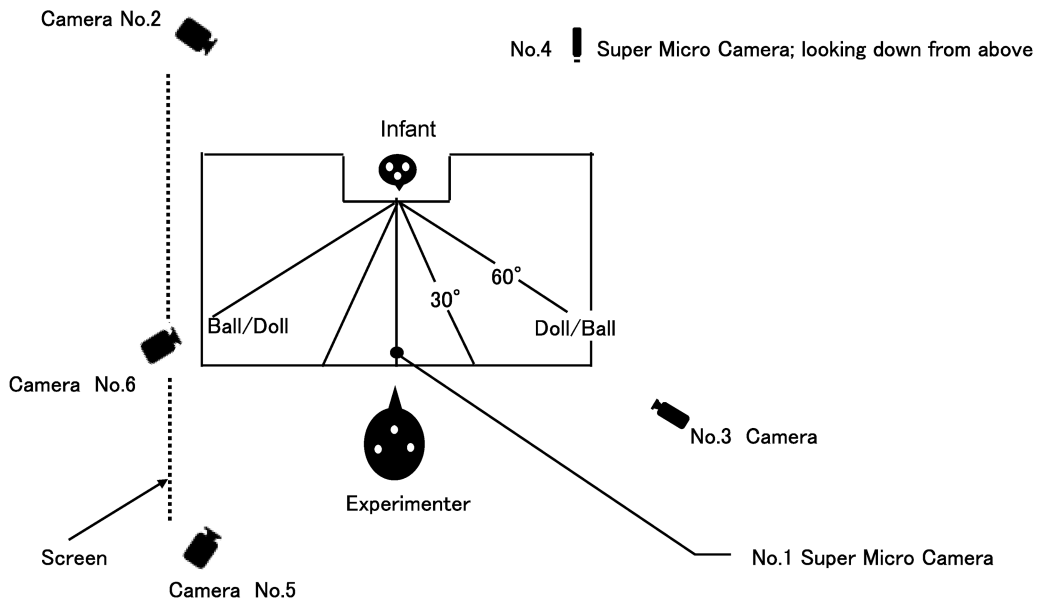 Camera No.2
No.4 Super Micro Camera; looking down from above
Infant
60°
30°
Ball/Doll
Doll/Ball
Camera No.6
No.3 Camera
Experimenter
Screen
No.1 Super Micro Camera
Camera No.5